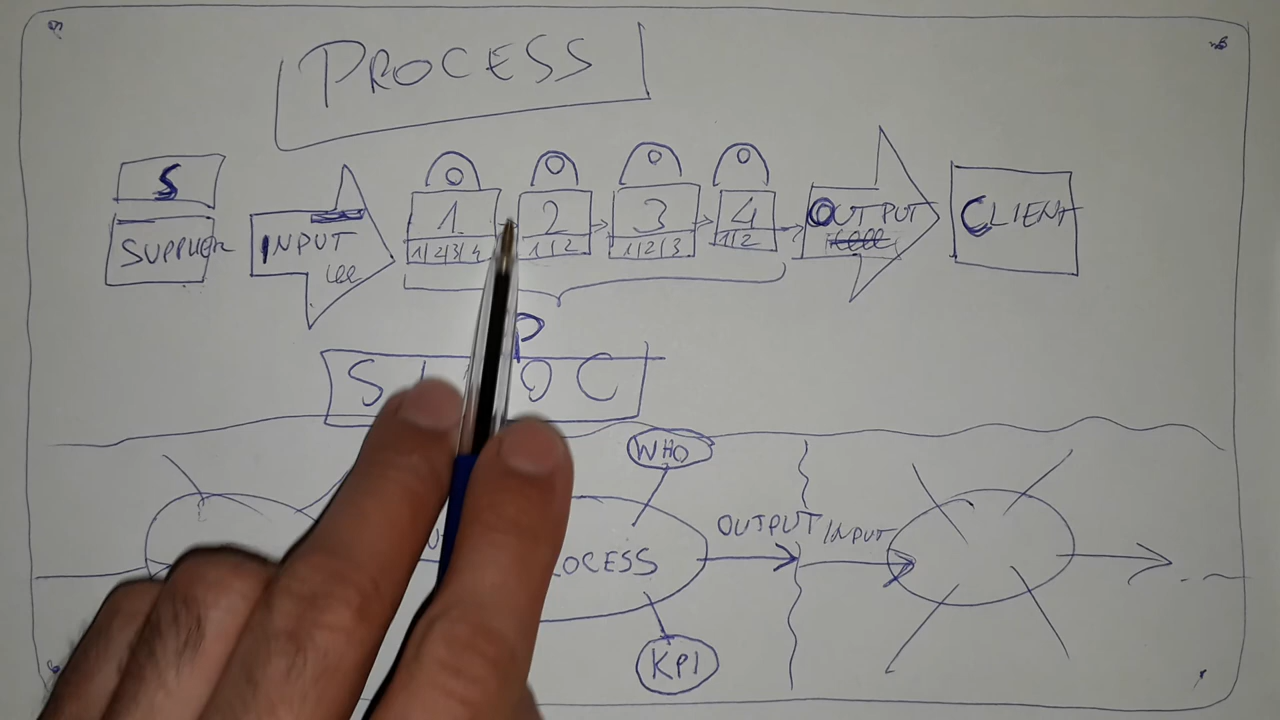 PROCESS
S
SUPPLIER
INPUT
1 2 3 4
1|2|3|4 1|2 1|2|3 1|2
OUTPUT
CLIENT
P
S I O C
WHO
OUTPUT INPUT
OCESS
KPI